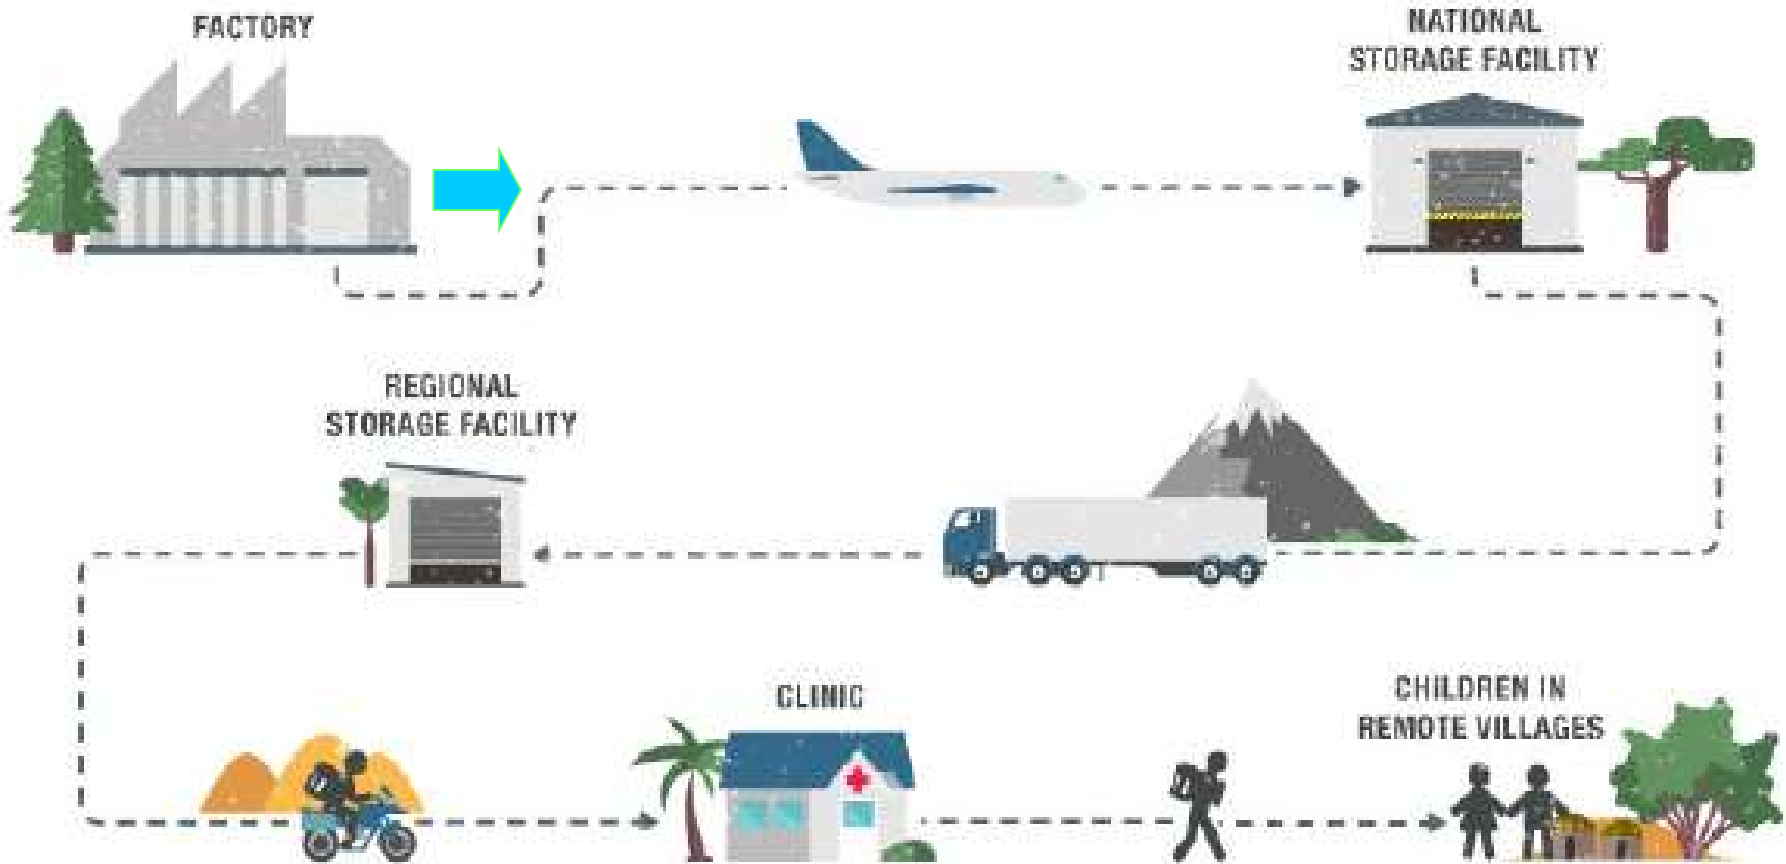 FACTORY
NATIONAL
STORAGE FACILITY
REGIONAL
STORAGE FACILITY
CLINIC
CHILDREN IN
REMOTE VILLAGES